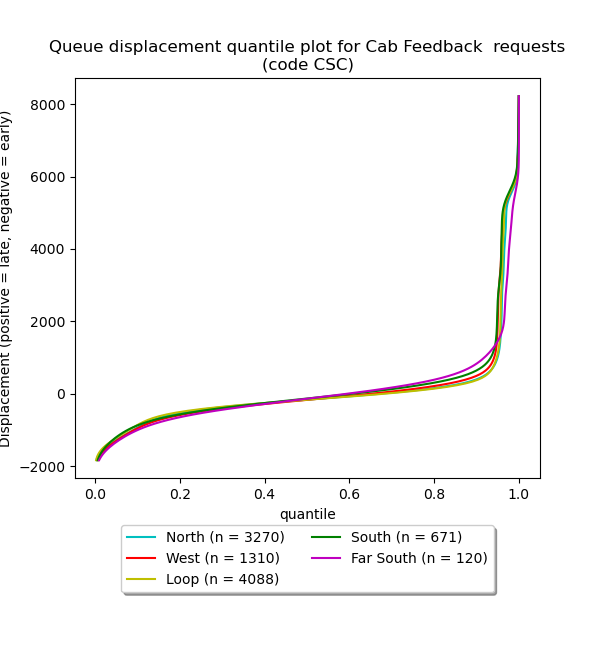 Queue displacement quantile plot for Cab Feedback  requests
(code CSC)
Displacement (positive = late, negative = early)
8000
6000
4000
2000
0
−2000
0.0 0.2 0.4 0.6 0.8 1.0
quantile
North (n = 3270)
West (n = 1310)
Loop (n = 4088)
South (n = 671)
Far South (n = 120)